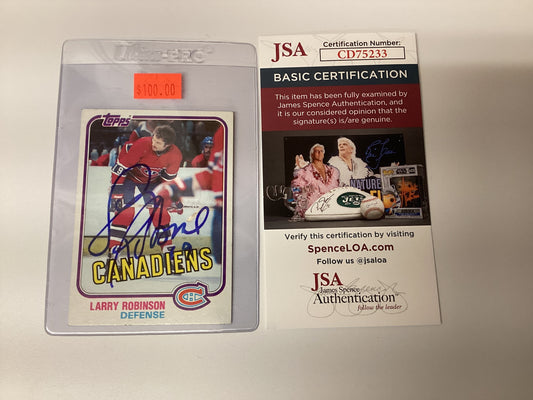 $100.00
Topps
CANADIENS
LARRY ROBINSON
DEFENSE
JSA
Certification Number:
CD75233
BASIC CERTIFICATION
This item has been fully examined by
James Spence Authentication, and
it is our considered opinion that the
signature(s) is/are genuine.
Verify this certification by visiting
SpenceLOA.com
Follow us @jsaloa
JSA
James Spence
Authentication
follow the leader